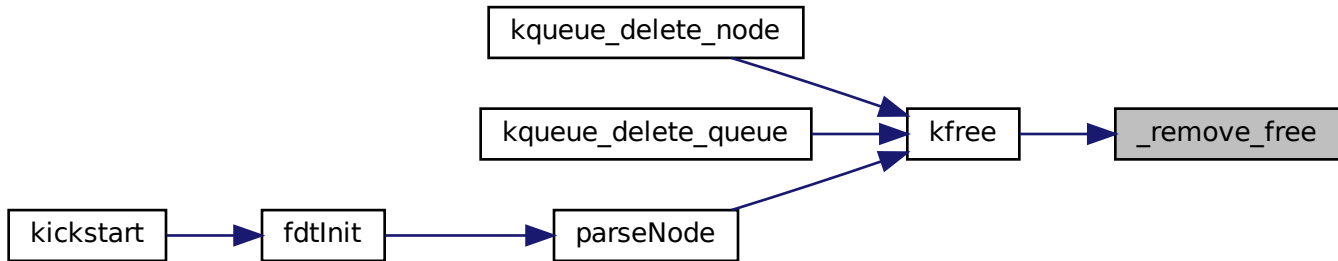 kqueue_delete_node
kqueue_delete_queue
kfree
_remove_free
kickstart
fdtInit
parseNode